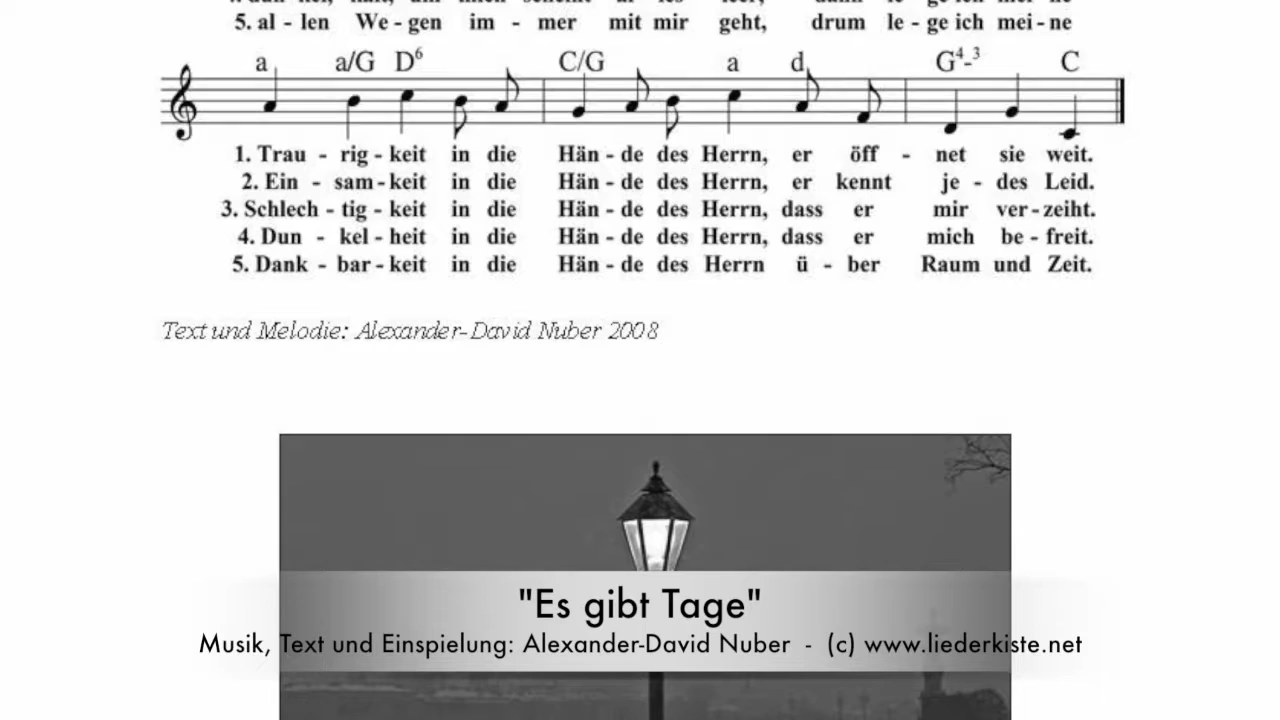 5. al - len We - gen im - mer mit mir geht, drum le - ge ich mei - ne
a a/G D6 C/G a d G4-3 C
1. Trau - rig - keit in die Hän - de des Herrn, er öff - net sie weit.
2. Ein - sam - keit in die Hän - de des Herrn, er kennt je - des Leid.
3. Schlech - tig - keit in die Hän - de des Herrn, dass er mir ver - zeiht.
4. Dun - kel - heit in die Hän - de des Herrn, dass er mich be - freit.
5. Dank - bar - keit in die Hän - de des Herrn ü - ber Raum und Zeit.
Text und Melodie: Alexander-David Nuber 2008
"Es gibt Tage"
Musik, Text und Einspielung: Alexander-David Nuber - (c) www.liederkiste.net